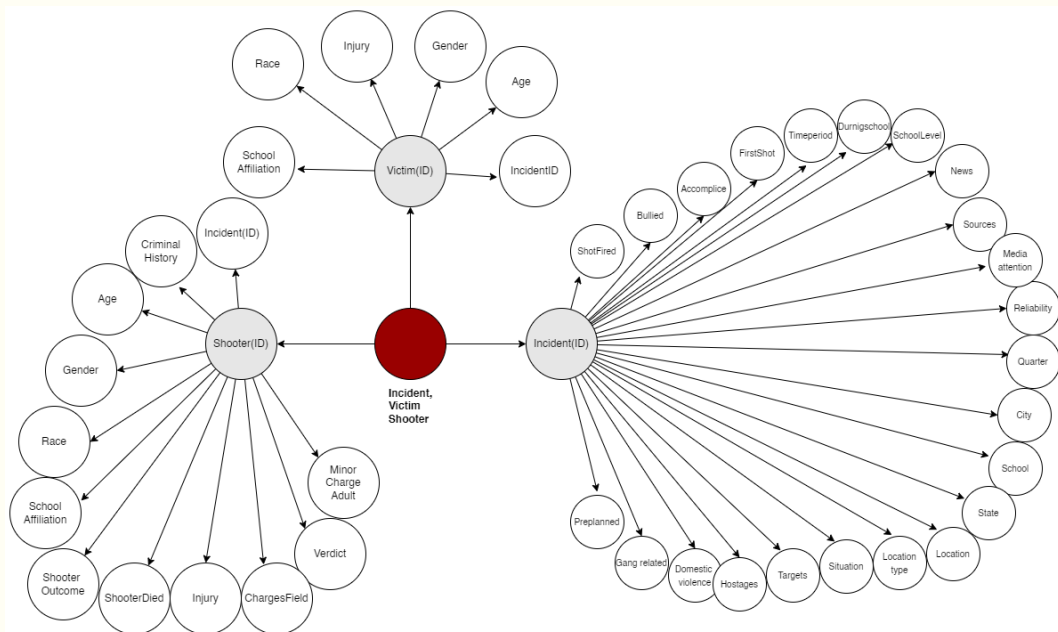 Injury
Gender
Race
Age
School
Affiliation
Victim(ID)
IncidentID
Incident(ID)
Criminal
History
Age
Shooter(ID)
Gender
Race
School
Affiliation
Shooter
Outcome
ShooterDied
Injury
ChargesField
Verdict
Minor
Charge
Adult
Incident,
Victim
Shooter
Incident(ID)
ShotFired
Bullied
Accomplice
FirstShot
Timeperiod
Durnigschool
SchoolLevel
News
Sources
Media
attention
Reliability
Quarter
City
School
State
Location
Location
type
Situation
Targets
Hostages
Domestic
violence
Gang related
Preplanned